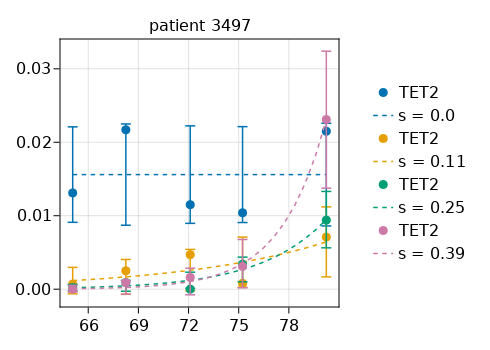 patient 3497
0.03
0.02
0.01
0.00
66 69 72 75 78
TET2
s = 0.0
TET2
s = 0.11
TET2
s = 0.25
TET2
s = 0.39